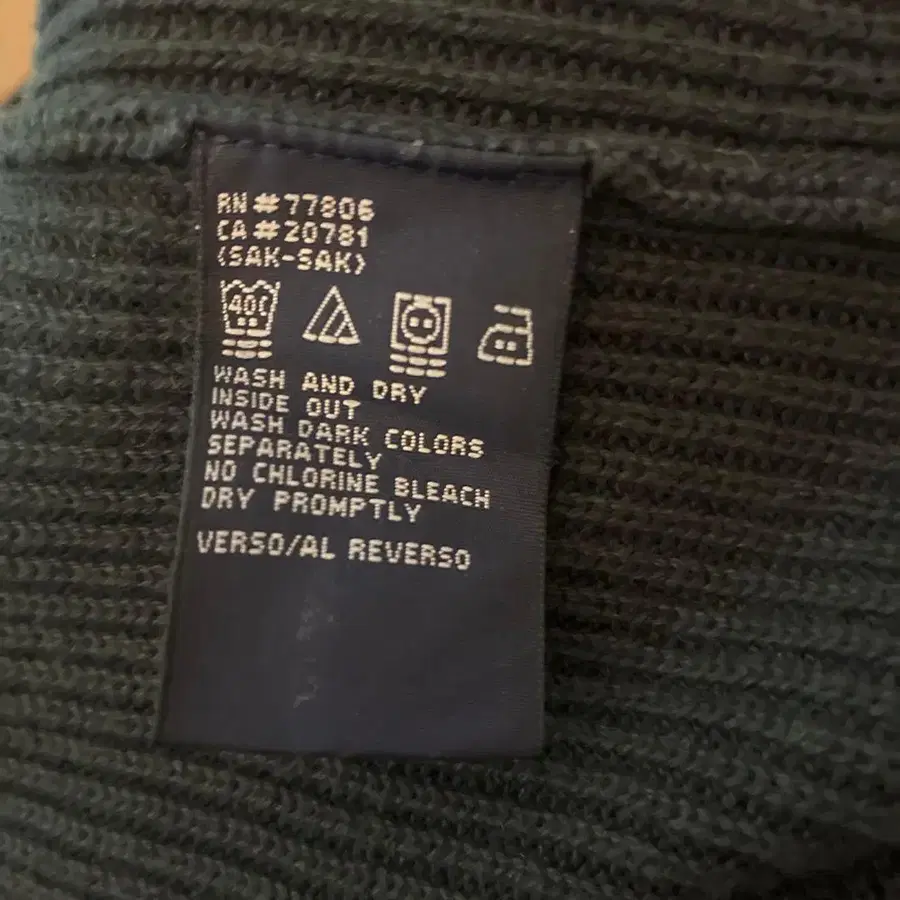 RN#77806
CA#20781
(SAK-SAK)
40C
WASH AND DRY
INSIDE OUT
WASH DARK COLORS
SEPARATELY
NO CHLORINE BLEACH
DRY PROMPTLY
VERSO/AL REVERSO